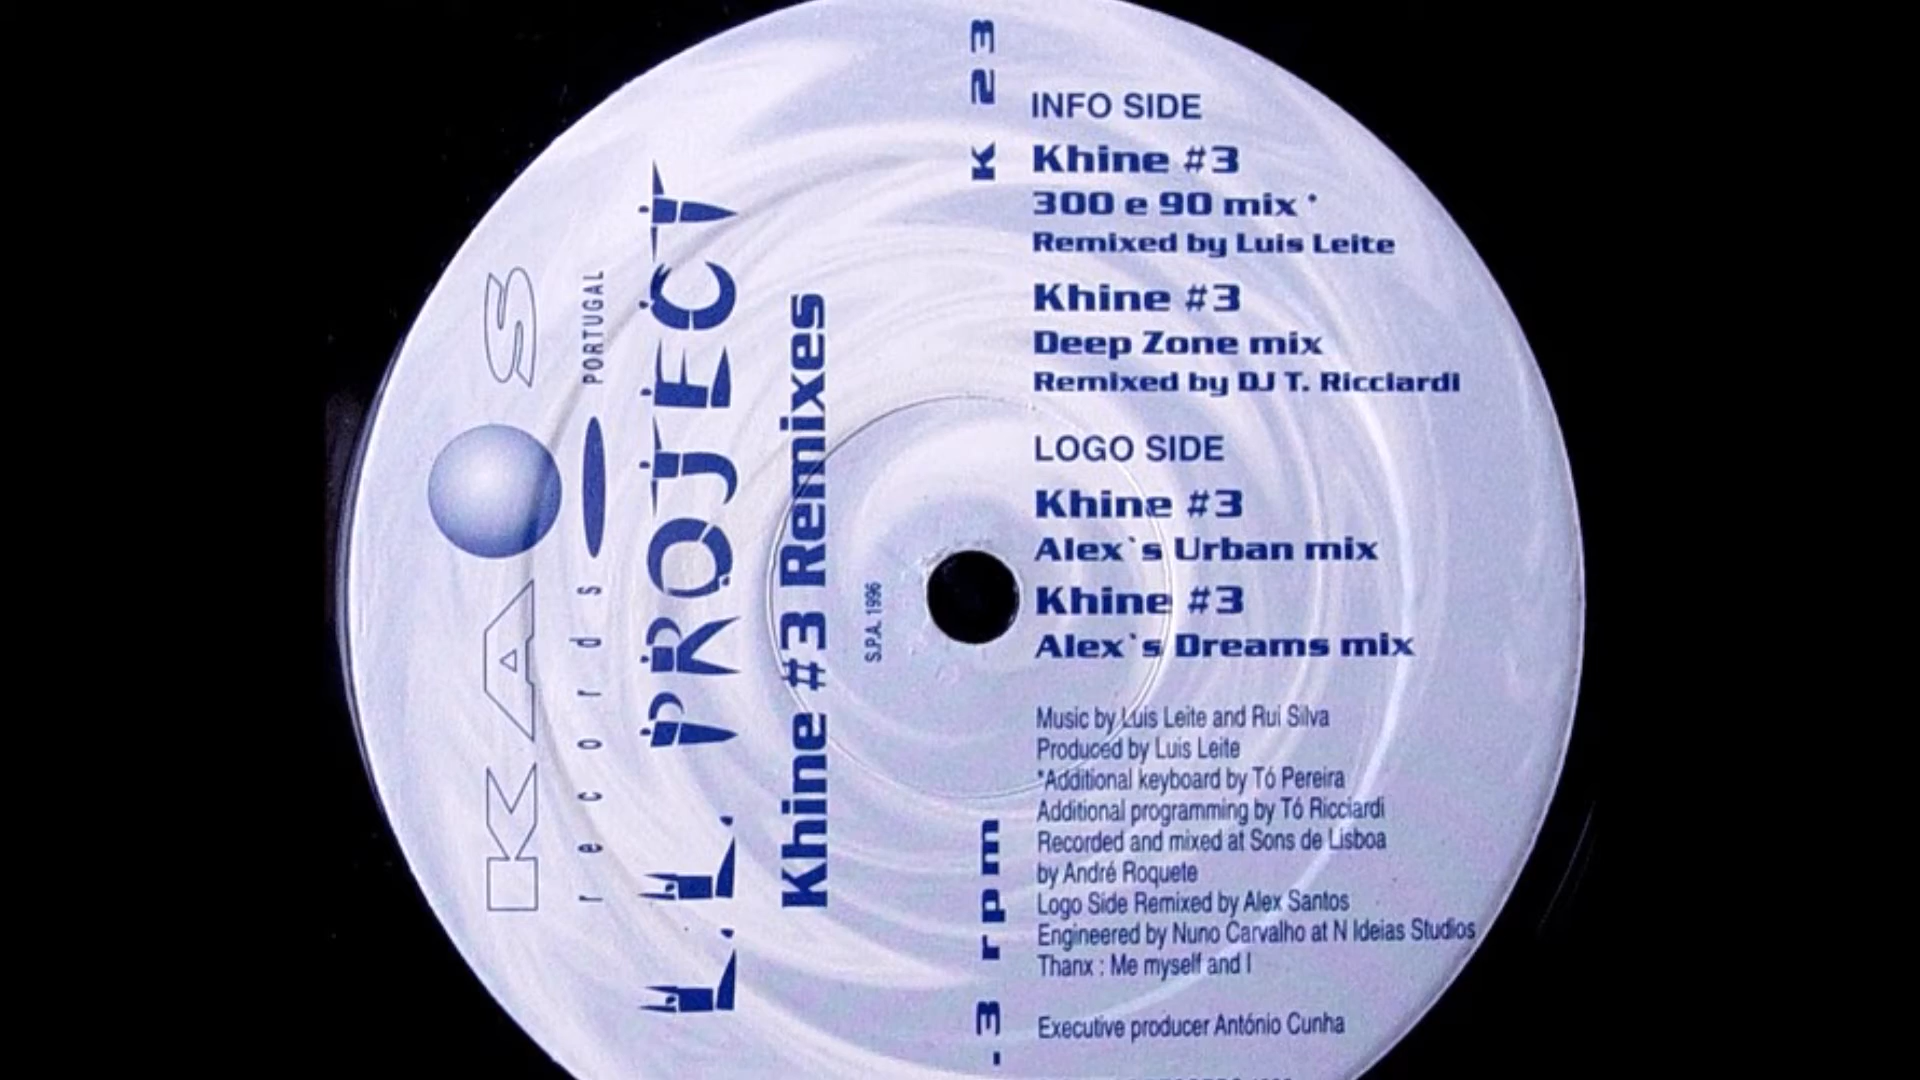 KAOS
records PORTUGAL
L.L. PROJECT
Khine #3 Remixes
S.P.A. 1996
K 23
3 rpm
INFO SIDE
Khine #3
300 e 90 mix *
Remixed by Luis Leite
Khine #3
Deep Zone mix
Remixed by DJ T. Ricciardi
LOGO SIDE
Khine #3
Alex`s Urban mix
Khine #3
Alex`s Dreams mix
Music by Luis Leite and Rui Silva
Produced by Luis Leite
*Additional keyboard by Tó Pereira
Additional programming by Tó Ricciardi
Recorded and mixed at Sons de Lisboa
by André Roquete
Logo Side Remixed by Alex Santos
Engineered by Nuno Carvalho at N Ideias Studios
Thanx : Me myself and I
Executive producer António Cunha